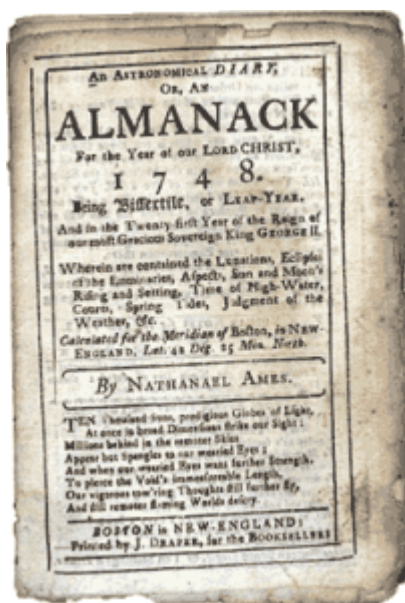 An ASTRONOMICAL DIARY,
OR, AN
ALMANACK
For the Year of our LORD CHRIST,
1 7 4 8.
Being Bissextile, or LEAP-YEAR.
And in the Twenty-first Year of the Reign of
our most Gracious Sovereign King GEORGE II.
Wherein are contained the Lunations, Eclipses
of the Luminaries, Aspects, Sun and Moon's
Rising and Setting, Time of High-Water,
Courts, Spring Tides, Judgment of the
Weather, &c.
Calculated for the Meridian of Boston, in NEW-
ENGLAND, Lat. 42 Deg. 25 Min. North.
By NATHANAEL AMES.
TEN thousand Suns, prodigious Globes of Light,
At once in broad Dimensions strike our Sight:
Millions behind in the remoter Skies
Appear but Spangles to our wearied Eyes;
And when our wearied Eyes want further Strength,
To pierce the Void's immeasurable Length,
Our vigorous tow'ring Thoughts still further fly,
And still remoter flaming Worlds descry.
BOSTON in NEW-ENGLAND:
Printed by J. DRAPER, for the BOOKSELLERS